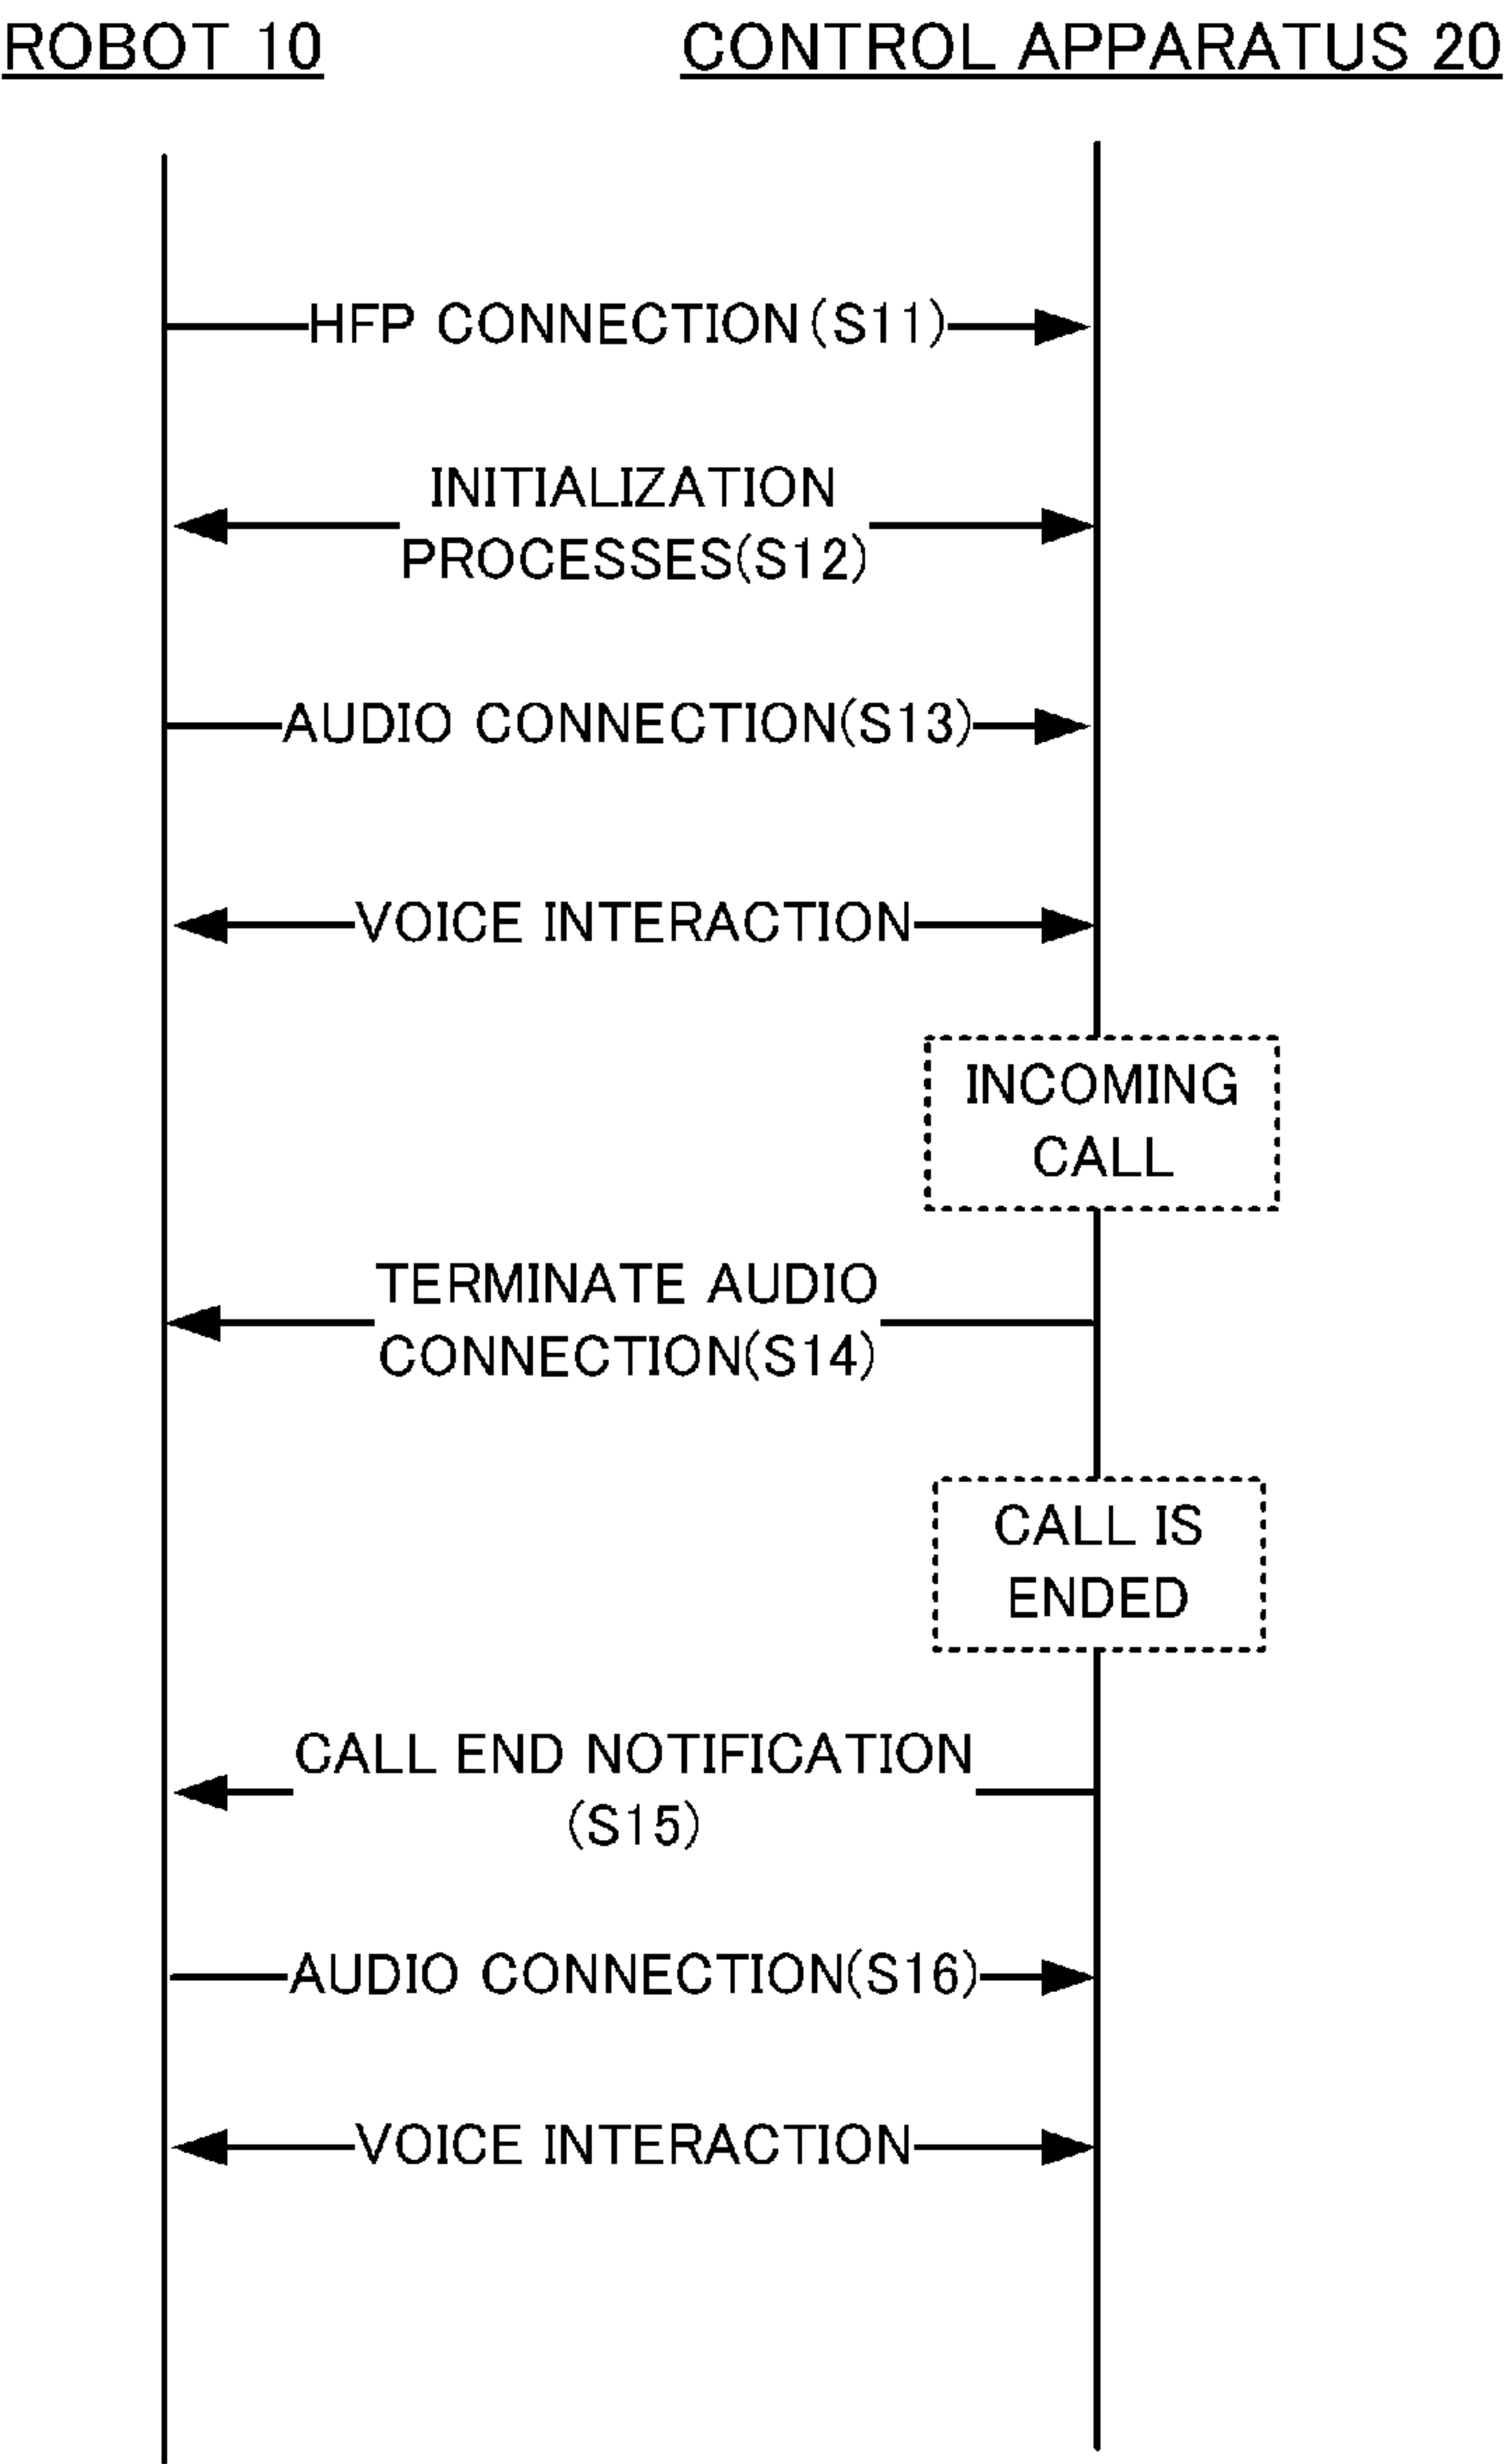 ROBOT 10
CONTROL APPARATUS 20
HFP CONNECTION(S11)
INITIALIZATION
PROCESSES(S12)
AUDIO CONNECTION(S13)
VOICE INTERACTION
INCOMING
CALL
TERMINATE AUDIO
CONNECTION(S14)
CALL IS
ENDED
CALL END NOTIFICATION
(S15)
AUDIO CONNECTION(S16)
VOICE INTERACTION